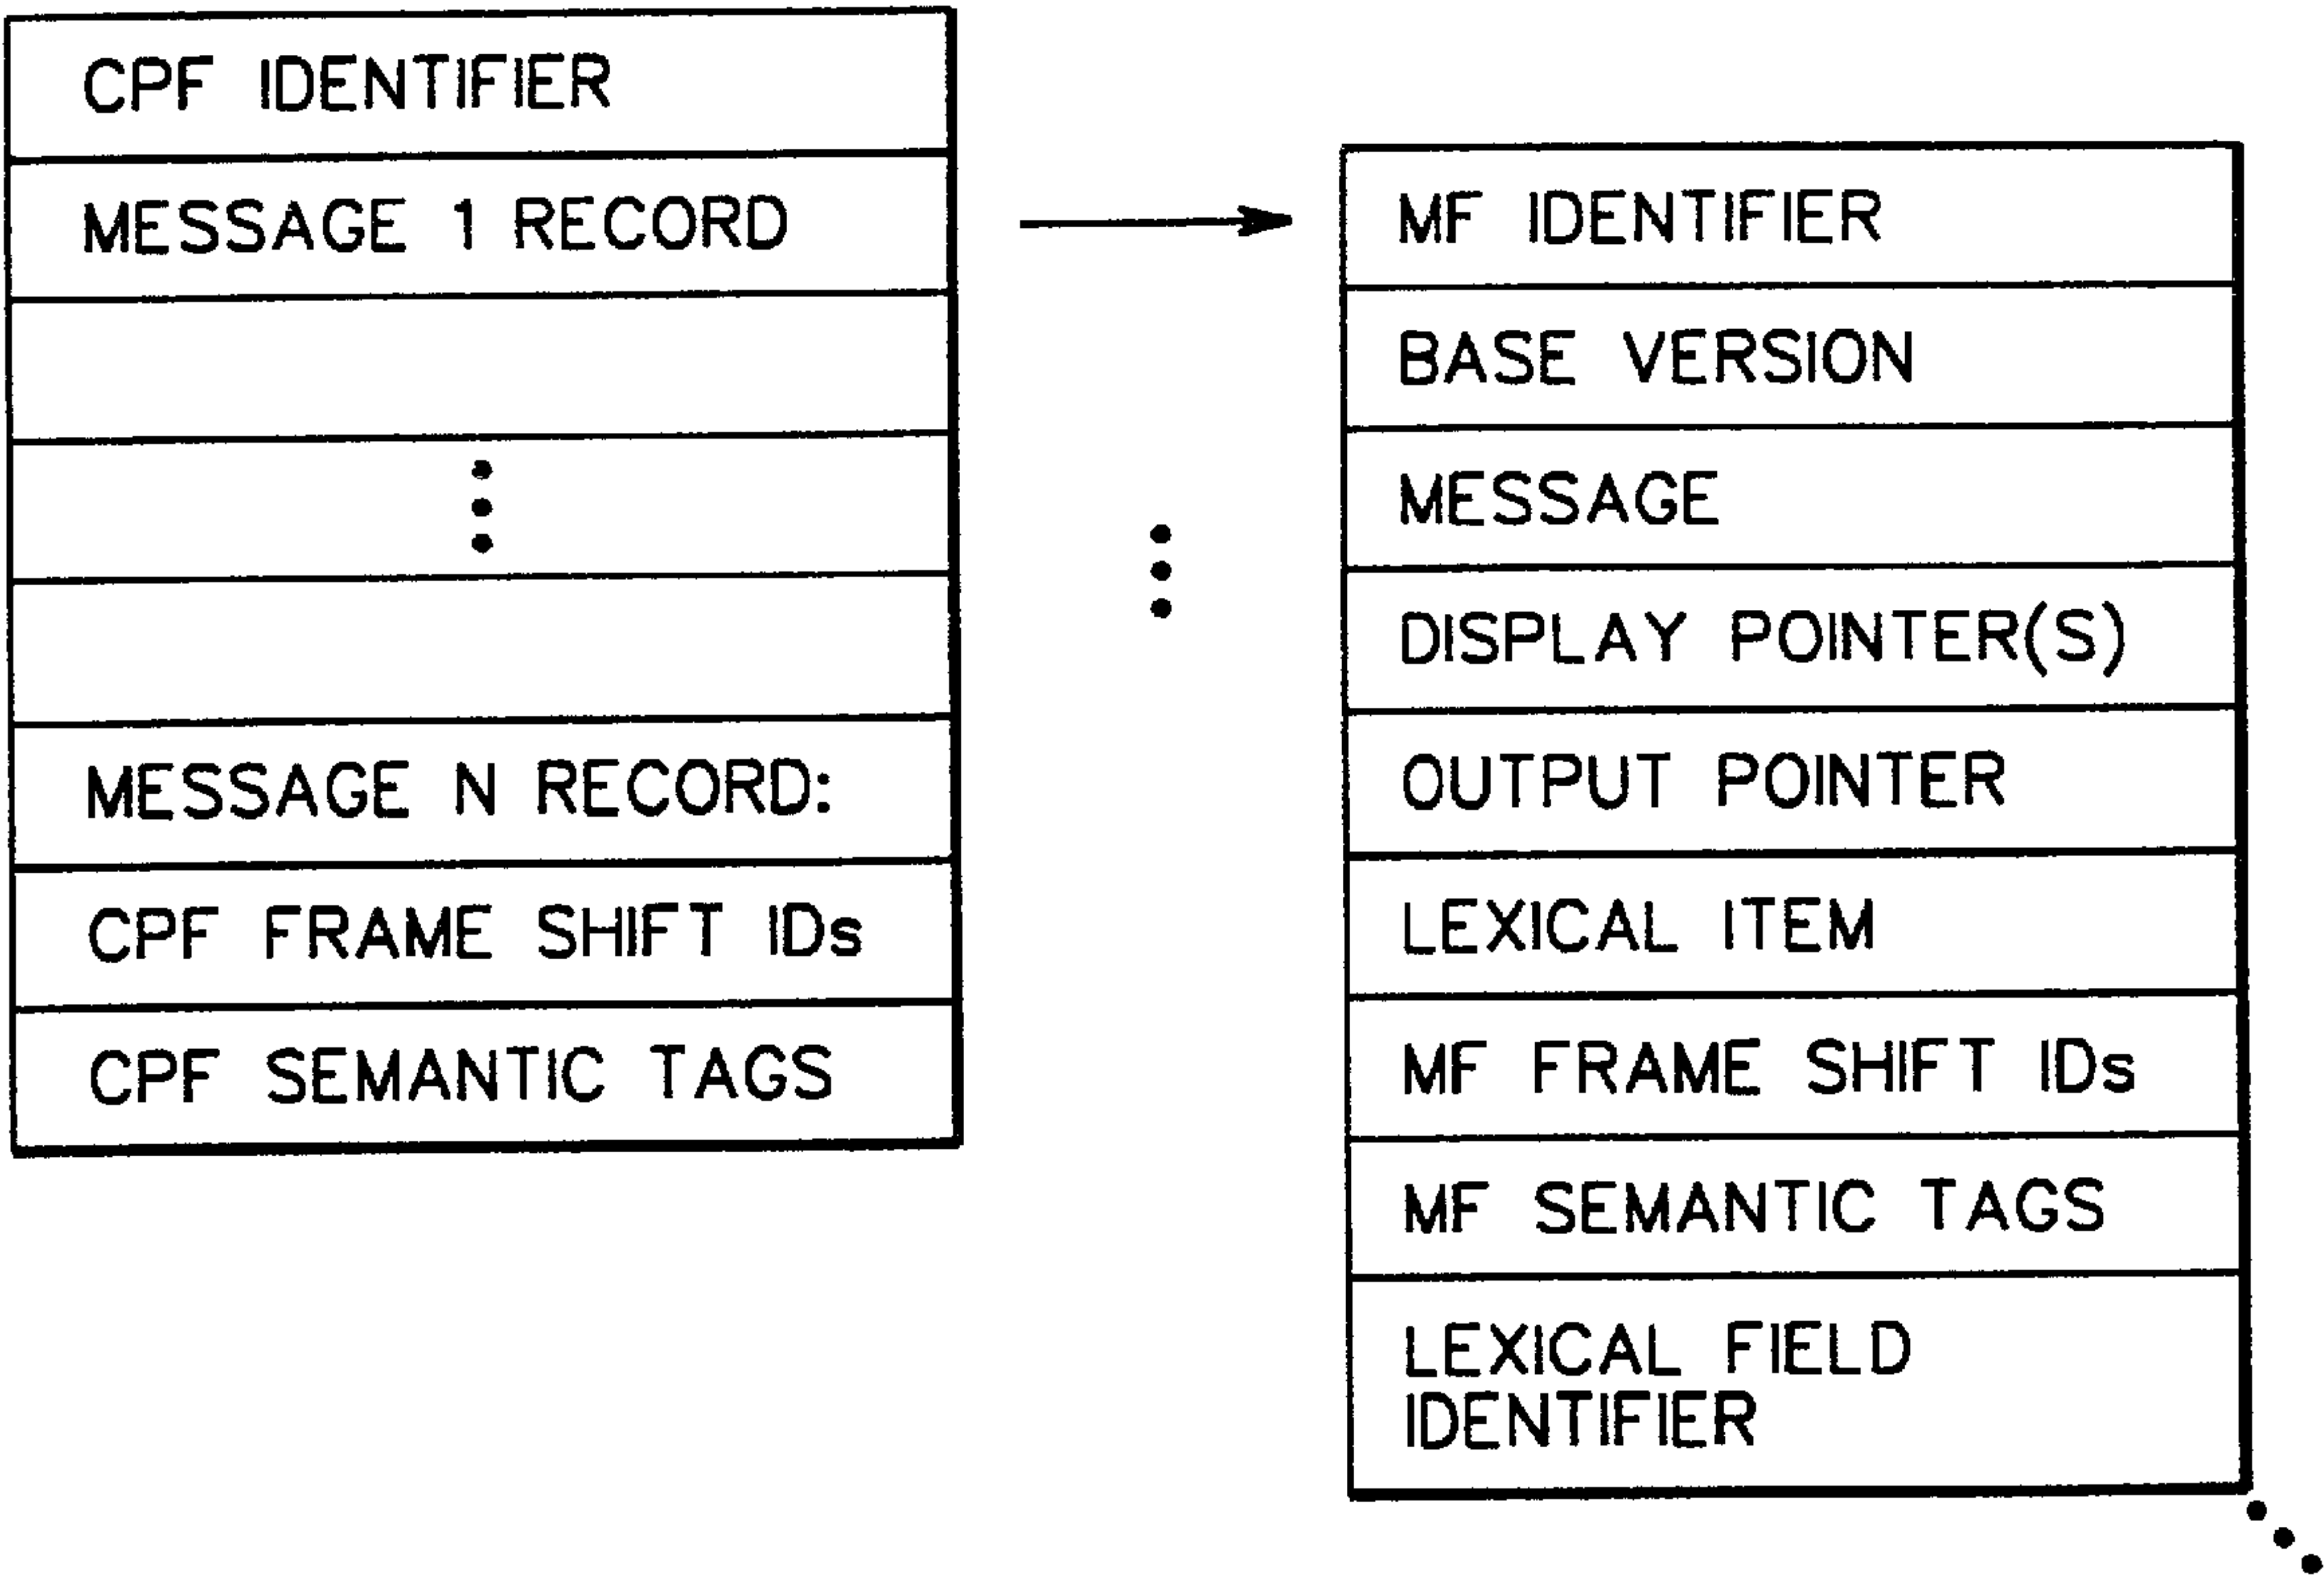 CPF IDENTIFIER
MESSAGE 1 RECORD
MESSAGE N RECORD:
CPF FRAME SHIFT IDs
CPF SEMANTIC TAGS
MF IDENTIFIER
BASE VERSION
MESSAGE
DISPLAY POINTER(S)
OUTPUT POINTER
LEXICAL ITEM
MF FRAME SHIFT IDs
MF SEMANTIC TAGS
LEXICAL FIELD
IDENTIFIER